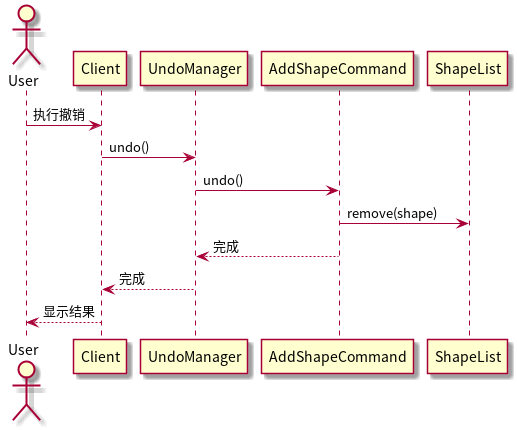 User
Client
UndoManager
AddShapeCommand
ShapeList
执行撤销
undo()
undo()
remove(shape)
完成
完成
显示结果
User
Client
UndoManager
AddShapeCommand
ShapeList